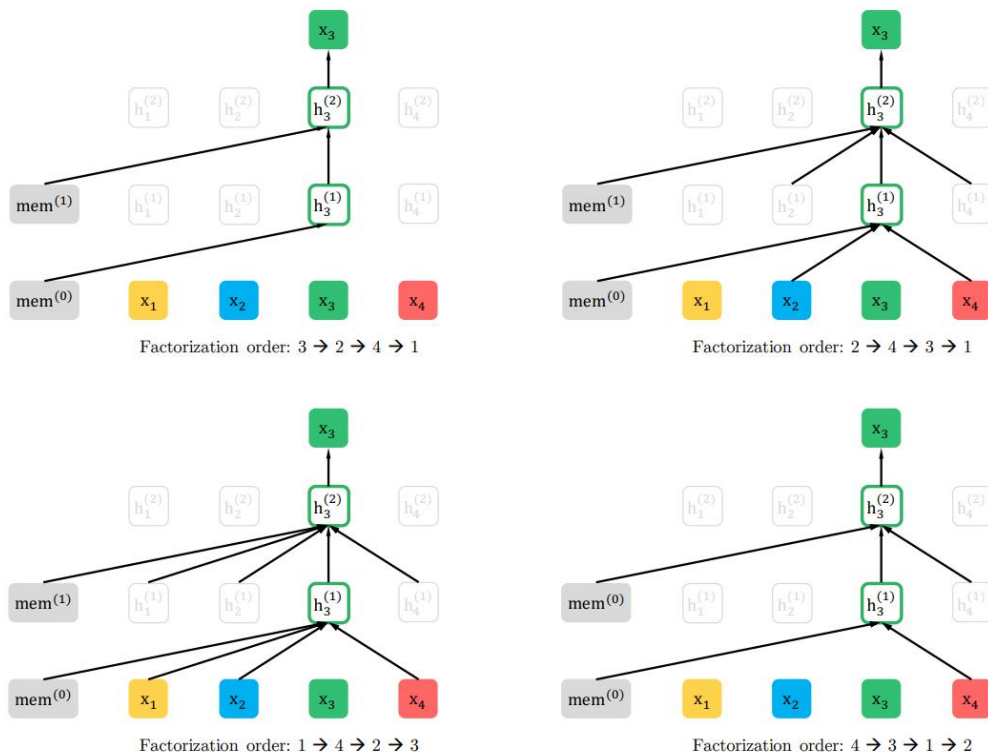 x₃ x₃
h₁⁽²⁾ h₂⁽²⁾ h₃⁽²⁾ h₄⁽²⁾ h₁⁽²⁾ h₂⁽²⁾ h₃⁽²⁾ h₄⁽²⁾
mem⁽¹⁾ h₁⁽¹⁾ h₂⁽¹⁾ h₃⁽¹⁾ h₄⁽¹⁾ mem⁽¹⁾ h₁⁽¹⁾ h₂⁽¹⁾ h₃⁽¹⁾ h₄⁽¹⁾
mem⁽⁰⁾ x₁ x₂ x₃ x₄ mem⁽⁰⁾ x₁ x₂ x₃ x₄
Factorization order: 3 → 2 → 4 → 1 Factorization order: 2 → 4 → 3 → 1
x₃ x₃
h₁⁽²⁾ h₂⁽²⁾ h₃⁽²⁾ h₄⁽²⁾ h₁⁽²⁾ h₂⁽²⁾ h₃⁽²⁾ h₄⁽²⁾
mem⁽¹⁾ h₁⁽¹⁾ h₂⁽¹⁾ h₃⁽¹⁾ h₄⁽¹⁾ mem⁽⁰⁾ h₁⁽¹⁾ h₂⁽¹⁾ h₃⁽¹⁾ h₄⁽¹⁾
mem⁽⁰⁾ x₁ x₂ x₃ x₄ mem⁽⁰⁾ x₁ x₂ x₃ x₄
Factorization order: 1 → 4 → 2 → 3 Factorization order: 4 → 3 → 1 → 2